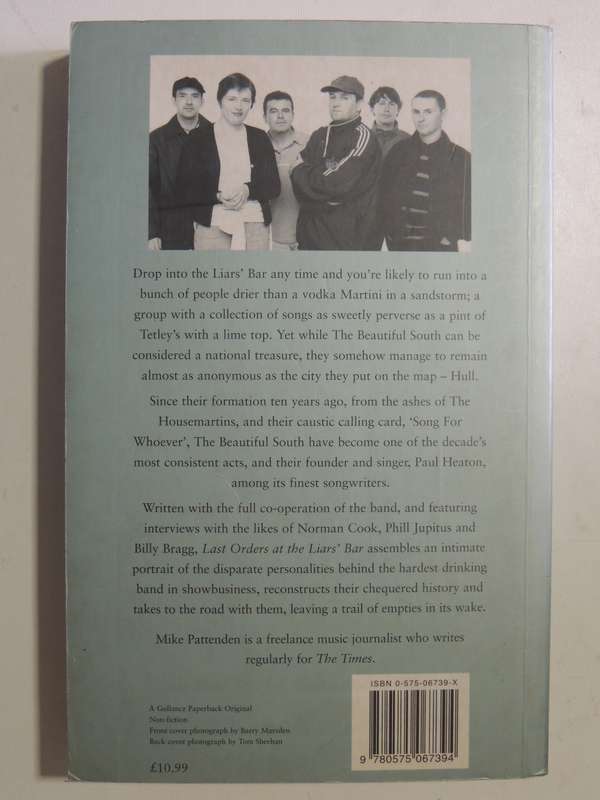 Drop into the Liars' Bar any time and you're likely to run into a
bunch of people drier than a vodka Martini in a sandstorm; a
group with a collection of songs as sweetly perverse as a pint of
Tetley's with a lime top. Yet while The Beautiful South can be
considered a national treasure, they somehow manage to remain
almost as anonymous as the city they put on the map – Hull.
Since their formation ten years ago, from the ashes of The
Housemartins, and their caustic calling card, 'Song For
Whoever', The Beautiful South have become one of the decade's
most consistent acts, and their founder and singer, Paul Heaton,
among its finest songwriters.
Written with the full co-operation of the band, and featuring
interviews with the likes of Norman Cook, Phill Jupitus and
Billy Bragg, Last Orders at the Liars' Bar assembles an intimate
portrait of the disparate personalities behind the hardest drinking
band in showbusiness, reconstructs their chequered history and
takes to the road with them, leaving a trail of empties in its wake.
Mike Pattenden is a freelance music journalist who writes
regularly for The Times.
ISBN 0-575-06739-X
A Gollancz Paperback Original
Non-fiction
Front cover photograph by Barry Marsden
Back cover photograph by Tom Sheehan
£10.99
9 780575 067394